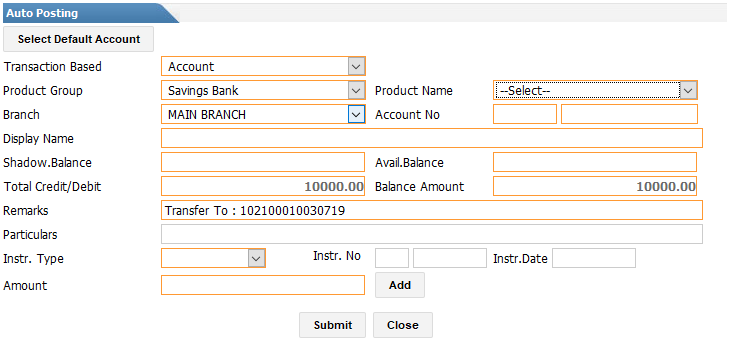 Auto Posting
Select Default Account
Transaction Based Account
Product Group Savings Bank Product Name --Select--
Branch MAIN BRANCH Account No
Display Name
Shadow.Balance Avail.Balance
Total Credit/Debit 10000.00 Balance Amount 10000.00
Remarks Transfer To : 102100010030719
Particulars
Instr. Type Instr. No Instr.Date
Amount Add
Submit Close